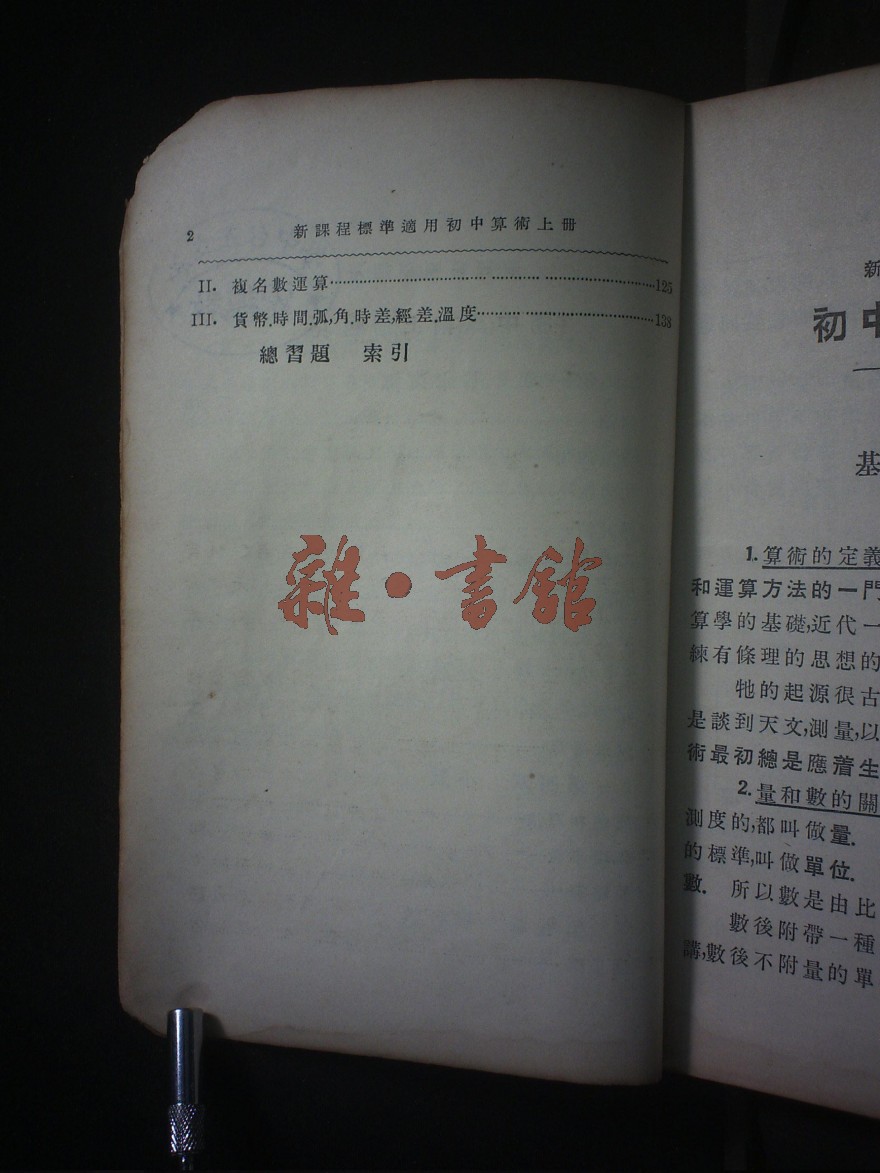 2 新課程標準適用初中算術上冊
II. 複名數運算………………………………………125
III. 貨幣.時間.弧,角.時差,經差.溫度………………………138
總習題 索引
雜·書館
新
初中
基
1. 算術的定義
和運算方法的一門
算學的基礎,近代一
練有條理的思想的
牠的起源很古
是談到天文,測量,以
術最初總是應着生
2. 量和數的關
測度的,都叫做量.
的標準,叫做單位.
數. 所以數是由比
數後附帶一種
講,數後不附量的單